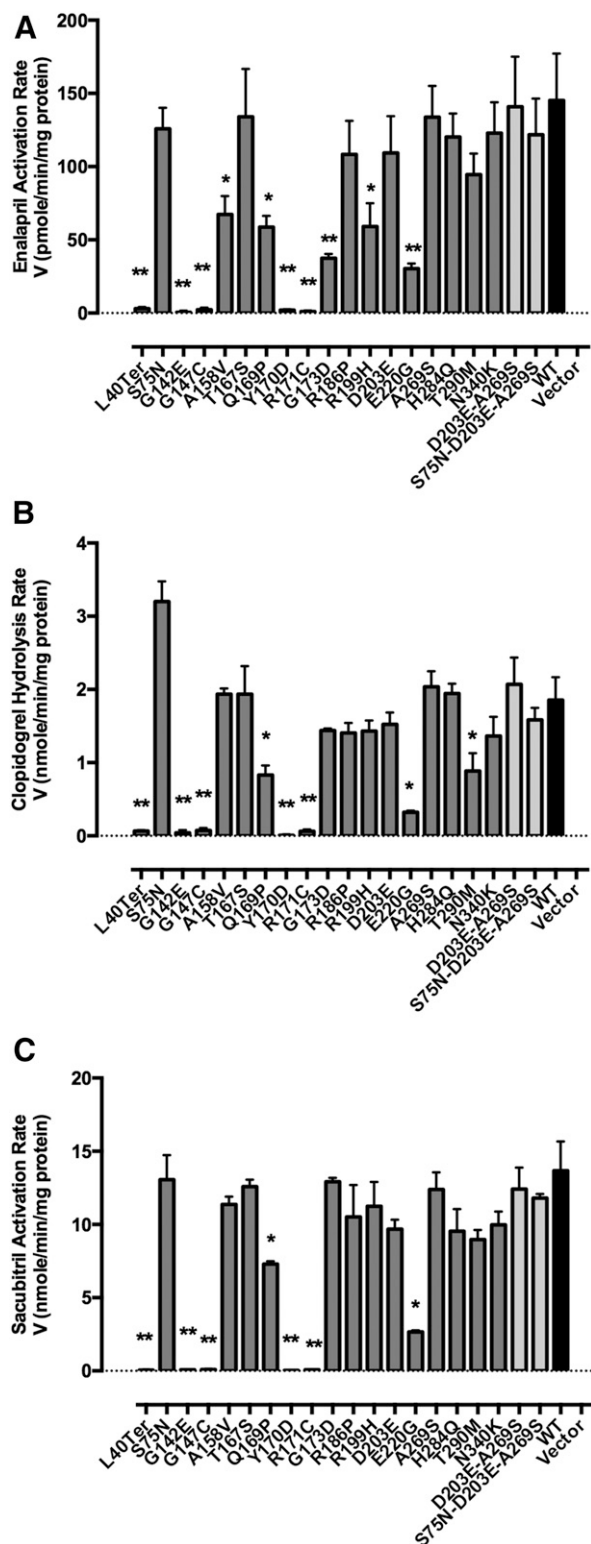 A
Enalapril Activation Rate
V (pmole/min/mg protein)
200
150
100
50
0
** ** ** * * ** ** ** * **
L40Ter
S75N
G142E
G147C
A158V
T167S
Q169P
Y170D
R171C
G173D
R186P
R199H
D203E
E220G
A269S
H284Q
T290M
N340K
D203E-A269S
S75N-D203E-A269S
WT
Vector
B
Clopidogrel Hydrolysis Rate
V (nmole/min/mg protein)
4
3
2
1
0
** ** ** * ** ** * *
L40Ter
S75N
G142E
G147C
A158V
T167S
Q169P
Y170D
R171C
G173D
R186P
R199H
D203E
E220G
A269S
H284Q
T290M
N340K
D203E-A269S
S75N-D203E-A269S
WT
Vector
C
Sacubitril Activation Rate
V (nmole/min/mg protein)
20
15
10
5
0
** ** ** * ** ** *
L40Ter
S75N
G142E
G147C
A158V
T167S
Q169P
Y170D
R171C
G173D
R186P
R199H
D203E
E220G
A269S
H284Q
T290M
N340K
D203E-A269S
S75N-D203E-A269S
WT
Vector